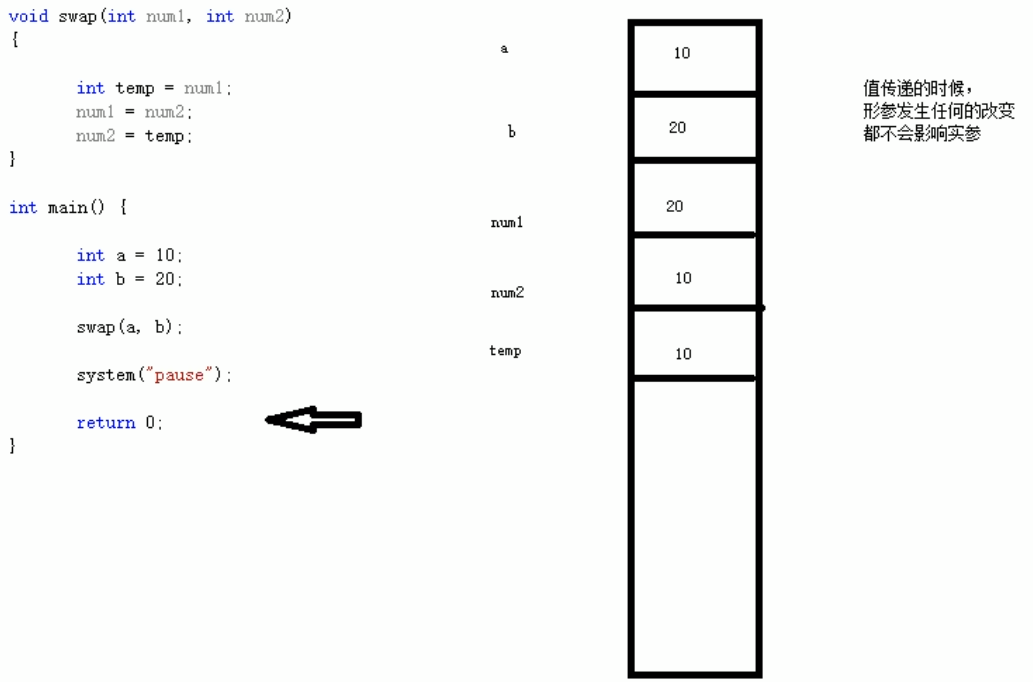 void swap(int num1, int num2)
{
int temp = num1;
num1 = num2;
num2 = temp;
}
int main() {
int a = 10;
int b = 20;
swap(a, b);
system("pause");
return 0;
}
a
10
b
20
num1
20
num2
10
temp
10
值传递的时候，
形参发生任何的改变
都不会影响实参